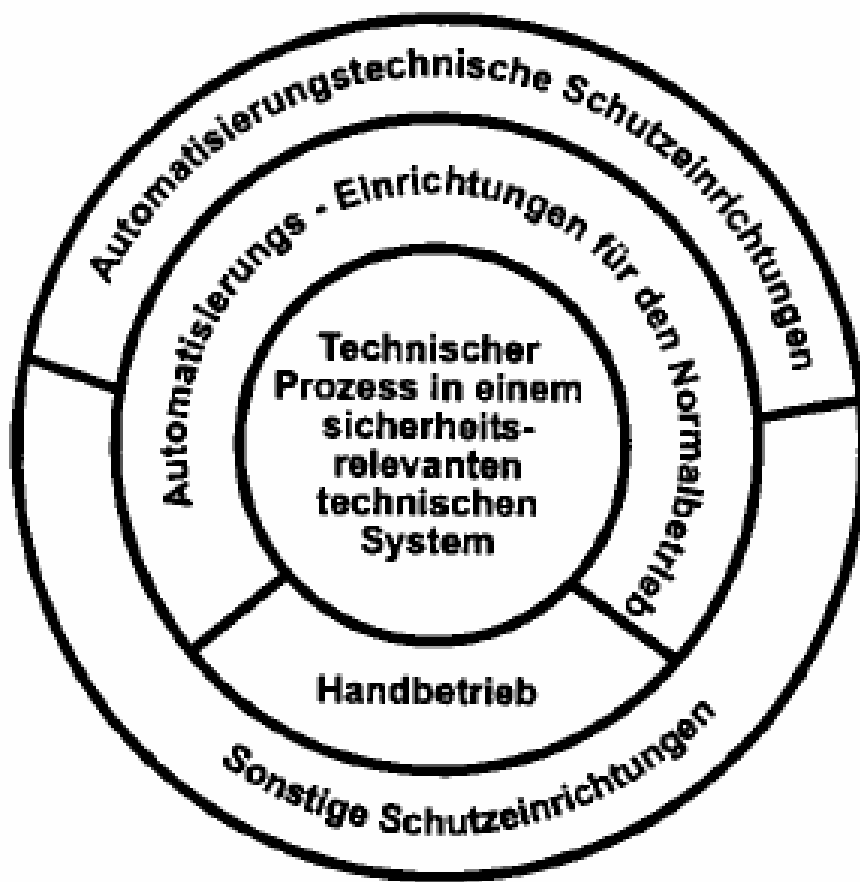 Automatisierungstechnische Schutzeinrichtungen
Automatisierungs - Einrichtungen für den Normalbetrieb
Technischer
Prozess in einem
sicherheits-
relevanten
technischen
System
Handbetrieb
Sonstige Schutzeinrichtungen